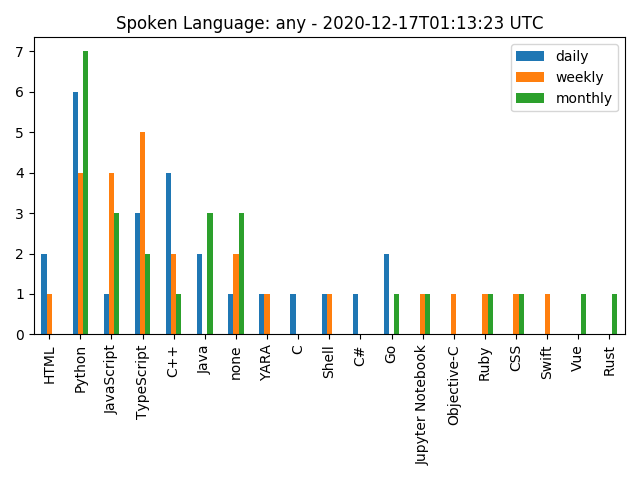 Spoken Language: any - 2020-12-17T01:13:23 UTC
daily
weekly
monthly
7
6
5
4
3
2
1
0
HTML
Python
JavaScript
TypeScript
C++
Java
none
YARA
C
Shell
C#
Go
Jupyter Notebook
Objective-C
Ruby
CSS
Swift
Vue
Rust